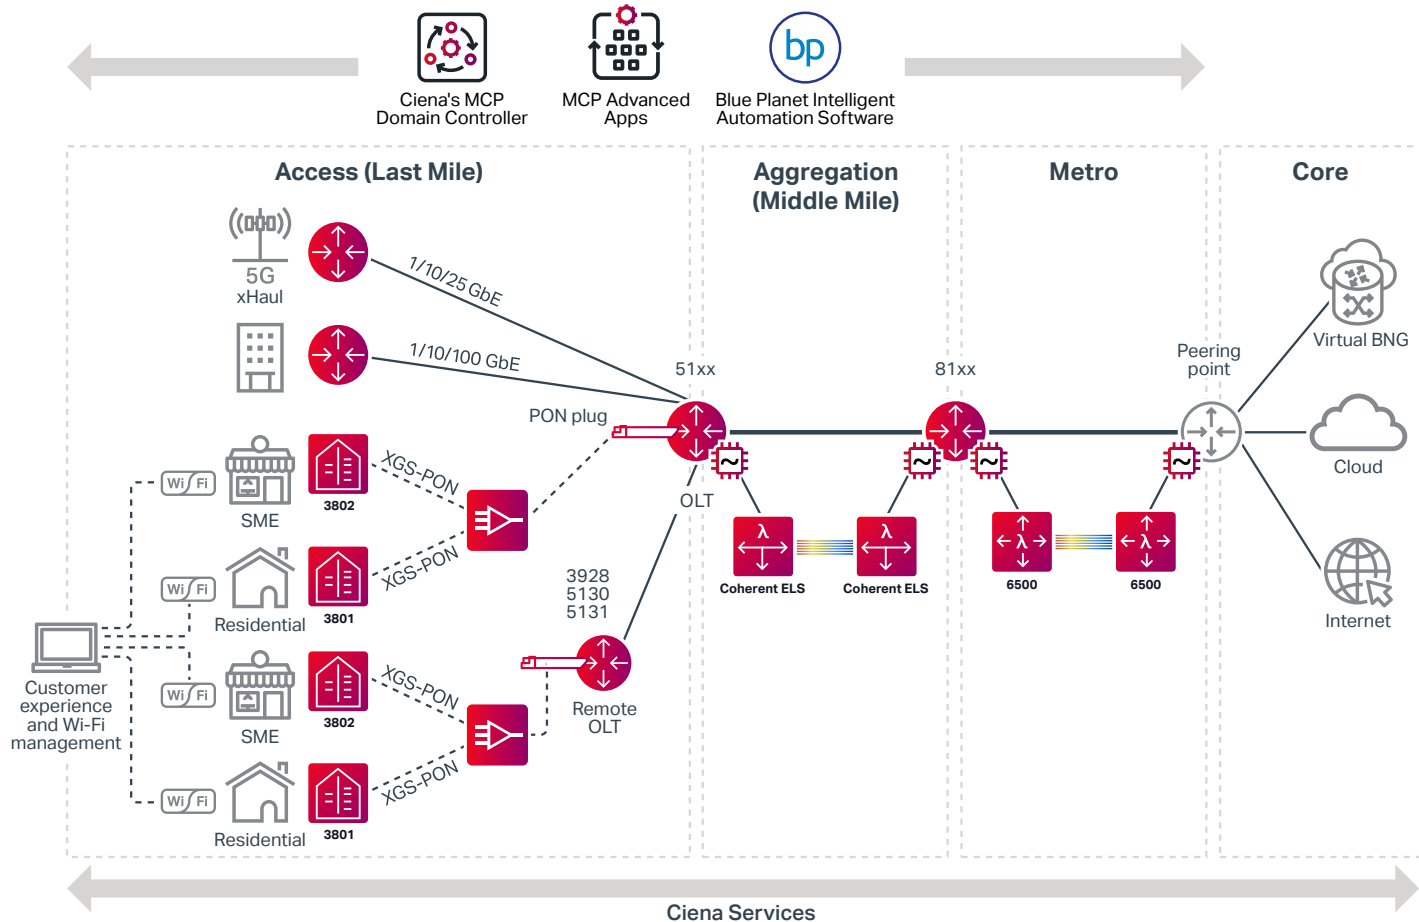 bp
Ciena's MCP
Domain Controller
MCP Advanced
Apps
Blue Planet Intelligent
Automation Software
Access (Last Mile)
Aggregation
(Middle Mile)
Metro
Core
5G
xHaul
1/10/25 GbE
1/10/100 GbE
51xx
81xx
Peering
point
Virtual BNG
PON plug
Cloud
Wi Fi
SME
3802
XGS-PON
OLT
XGS-PON
Wi Fi
Residential
3801
3928
5130
5131
λ
λ
Coherent ELS
Coherent ELS
λ
λ
6500
6500
Internet
Customer
experience
and Wi-Fi
management
Wi Fi
SME
3802
XGS-PON
Remote
OLT
XGS-PON
Wi Fi
Residential
3801
Ciena Services